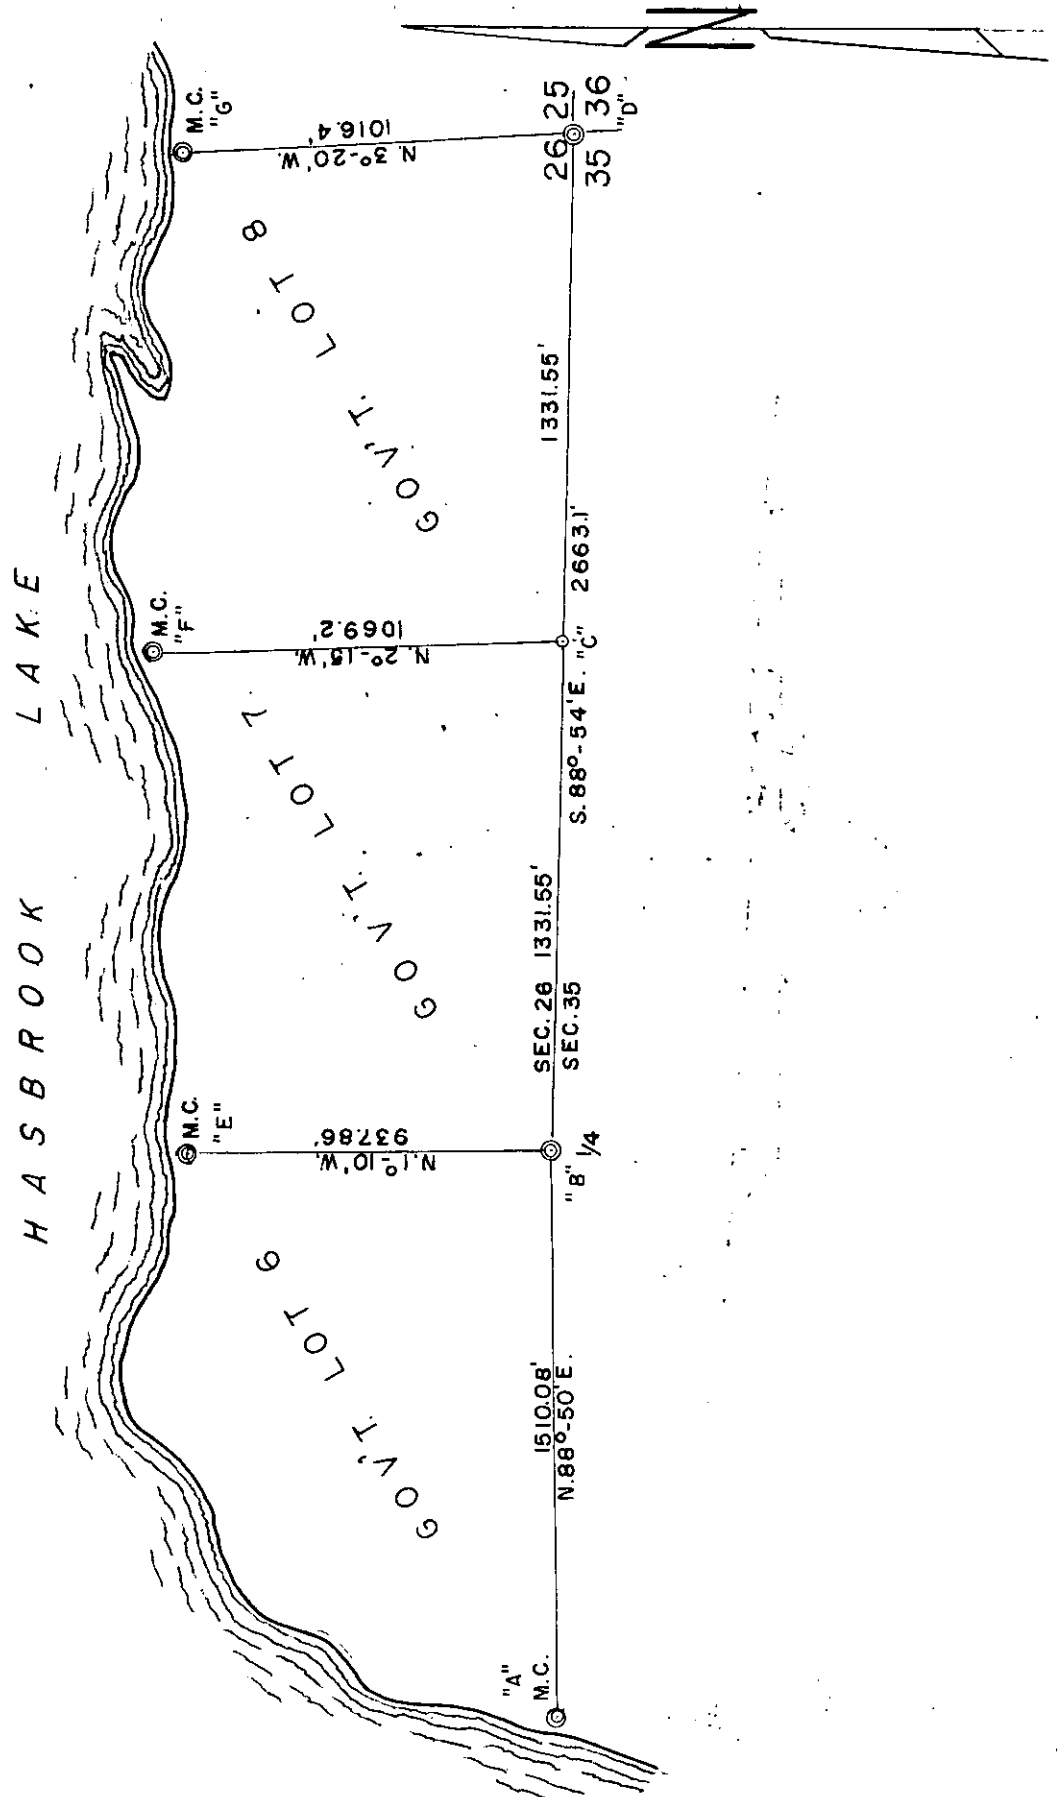 HASBROOK LAKE
M.C.
"E"
M.C.
"F"
M.C.
"G"
N.1°-10'W.
937.86'
N.2°-15'W.
1069.2'
N.3°-20'W.
1016.4'
GOV'T. LOT 6
GOV'T. LOT 7
GOV'T. LOT 8
"A"
M.C.
1510.08'
N.88°-50'E.
"B" 1/4
SEC. 26 1331.55'
SEC. 35
S.88°-54'E. "C" 2663.1'
1331.55'
26 25
35 36
"D"
N